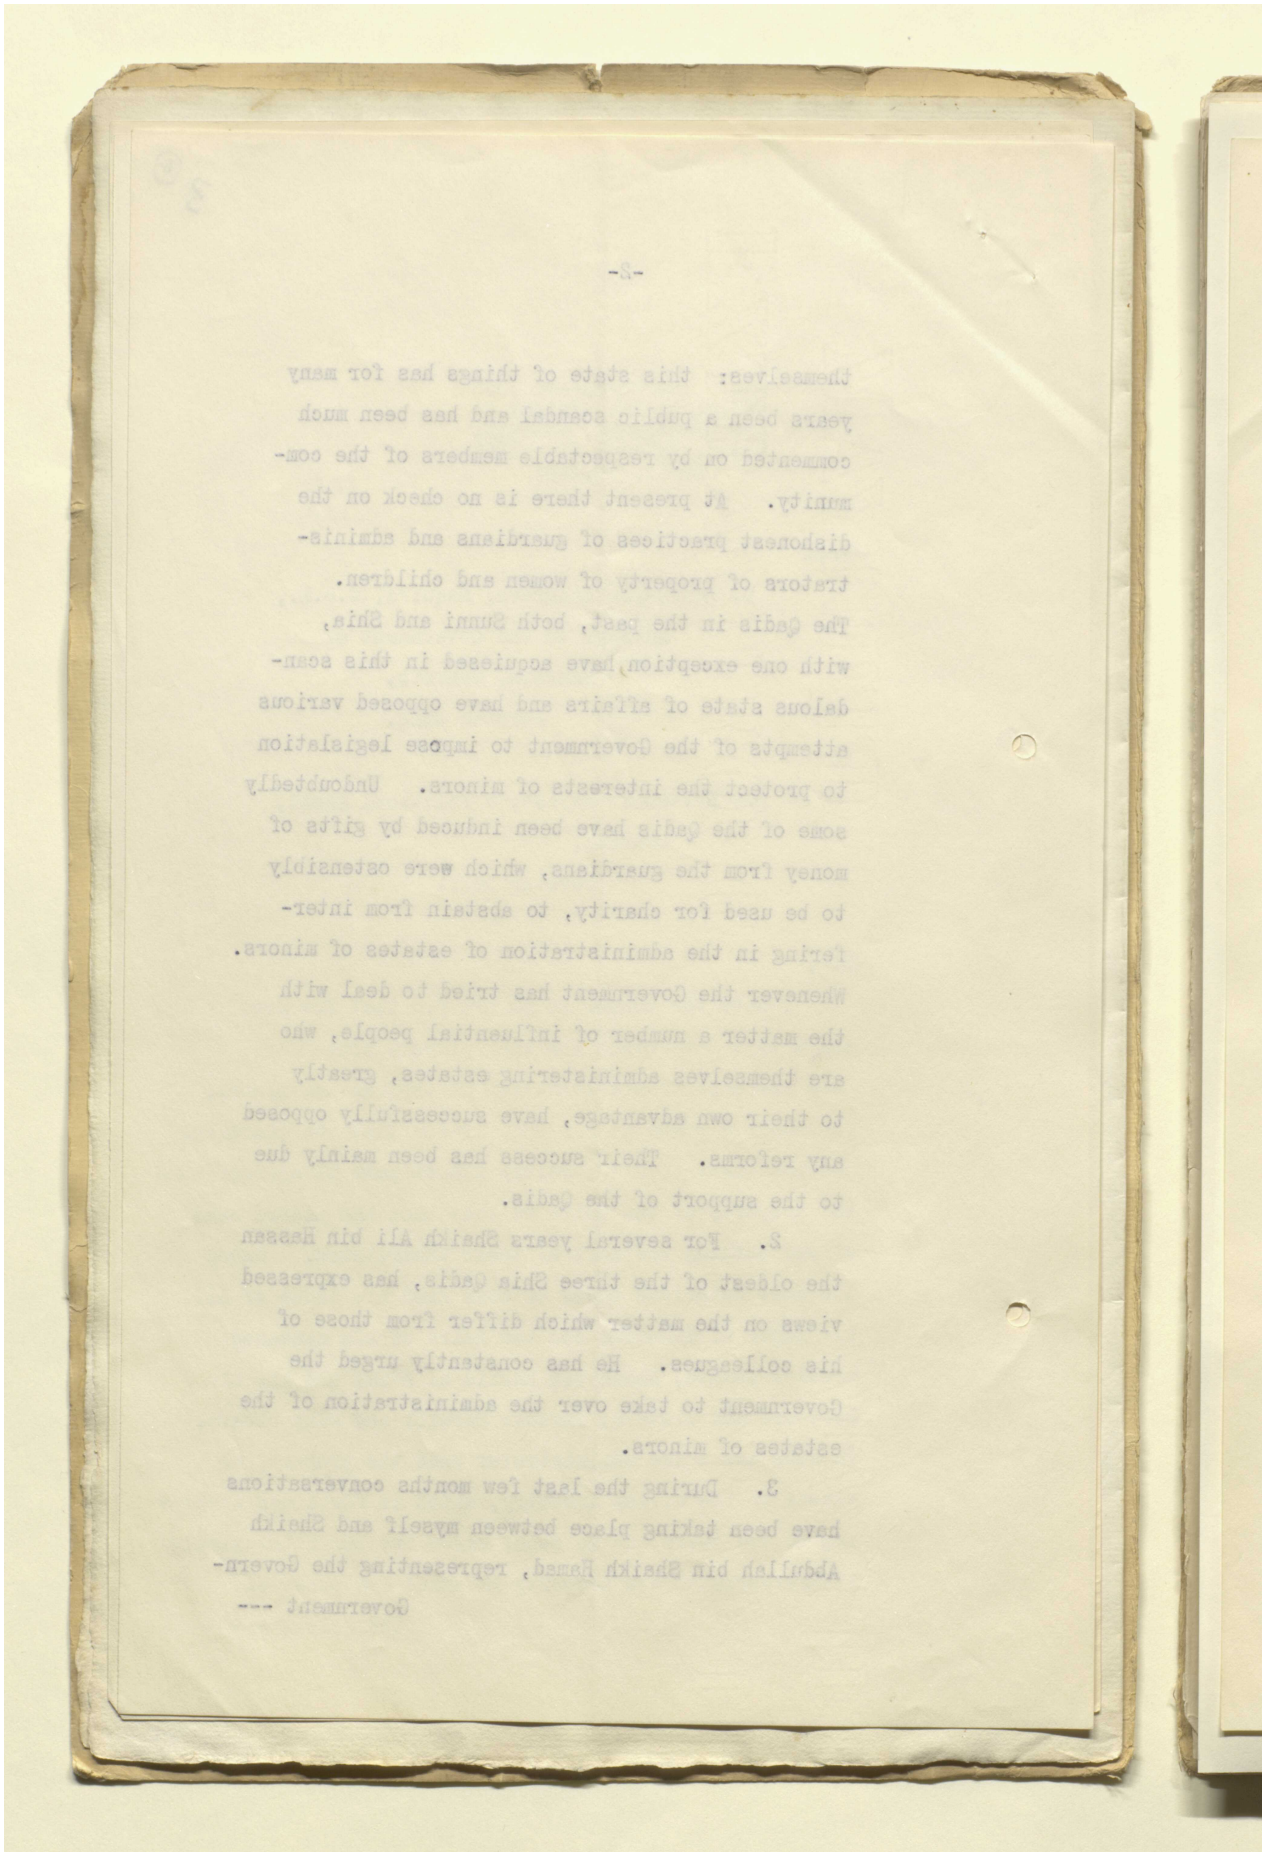 -2-
themselves: this state of things has for many
years been a public scandal and has been much
commented on by respectable members of the com-
munity. At present there is no check on the
dishonest practices of guardians and adminis-
trators of property of women and children.
The Qadis in the past, both Sunni and Shia,
with one exception, have acquiesed in this scan-
dalous state of affairs and have opposed various
attempts of the Government to impose legislation
to protect the interests of minors. Undoubtedly
some of the Qadis have been induced by gifts of
money from the guardians, which were ostensibly
to be used for charity, to abstain from inter-
fering in the administration of estates of minors.
Whenever the Government has tried to deal with
the matter a number of influential people, who
are themselves administering estates, greatly
to their own advantage, have successfully opposed
any reforms. Their success has been mainly due
to the support of the Qadis.
2. For several years Shaikh Ali bin Hassan
the oldest of the three Shia Qadis, has expressed
views on the matter which differ from those of
his colleagues. He has constantly urged the
Government to take over the administration of the
estates of minors.
3. During the last few months conversations
have been taking place between myself and Sheikh
Abdullah bin Shaikh Hamad, representing the Govern-
Government ---